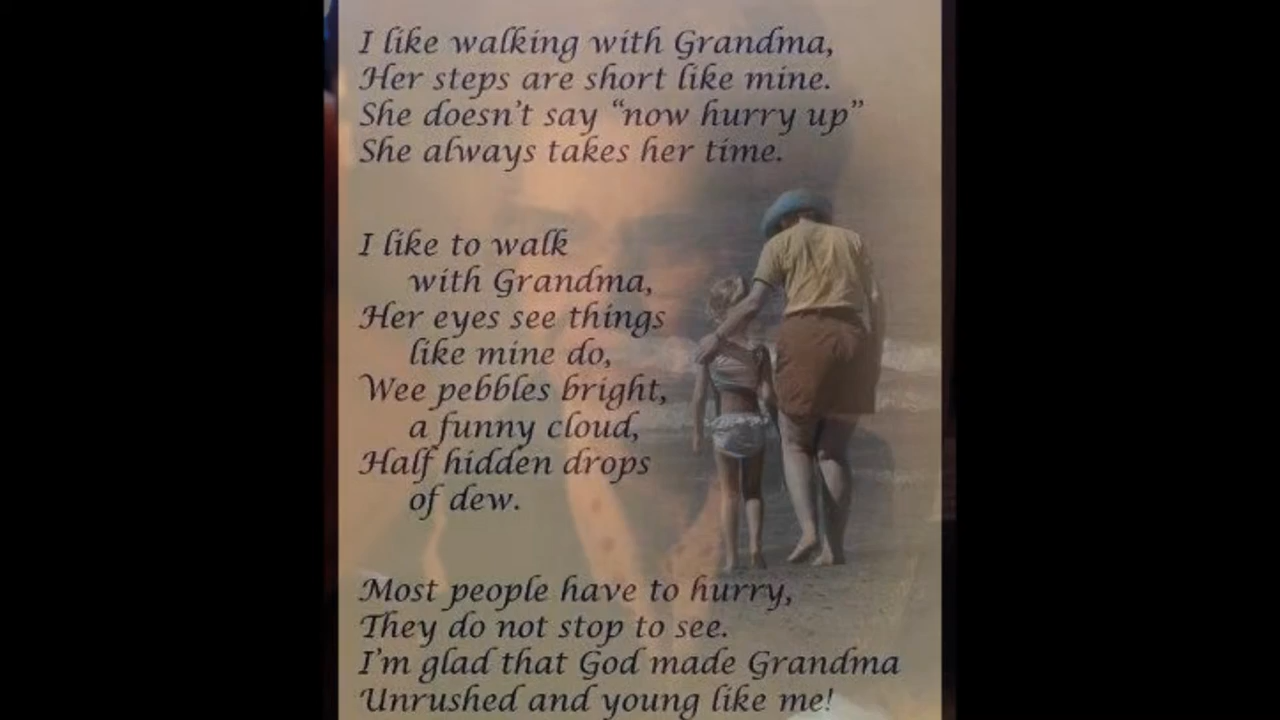 I like walking with Grandma,
Her steps are short like mine.
She doesn't say “now hurry up”
She always takes her time.
I like to walk
with Grandma,
Her eyes see things
like mine do,
Wee pebbles bright,
a funny cloud,
Half hidden drops
of dew.
Most people have to hurry,
They do not stop to see.
I'm glad that God made Grandma
Unrushed and young like me!